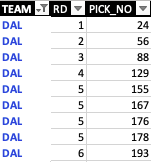 TEAM RD PICK_NO
DAL 1 24
DAL 2 56
DAL 3 88
DAL 4 129
DAL 5 155
DAL 5 167
DAL 5 176
DAL 5 178
DAL 6 193